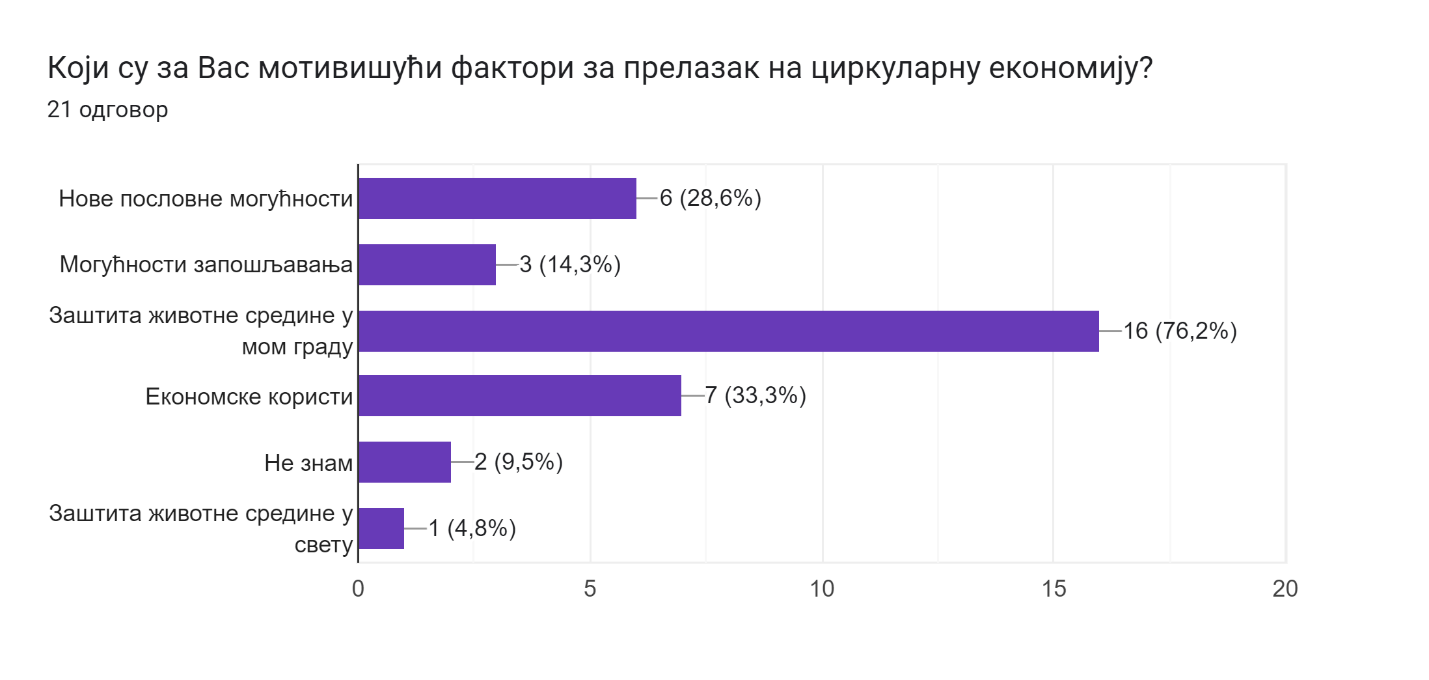 Који су за Вас мотивишући фактори за прелазак на циркуларну економију?
21 одговор
Нове пословне могућности
6 (28,6%)
Могућности запошљавања
3 (14,3%)
Заштита животне средине у
мом граду
16 (76,2%)
Економске користи
7 (33,3%)
Не знам
2 (9,5%)
Заштита животне средине у
свету
1 (4,8%)
0 5 10 15 20